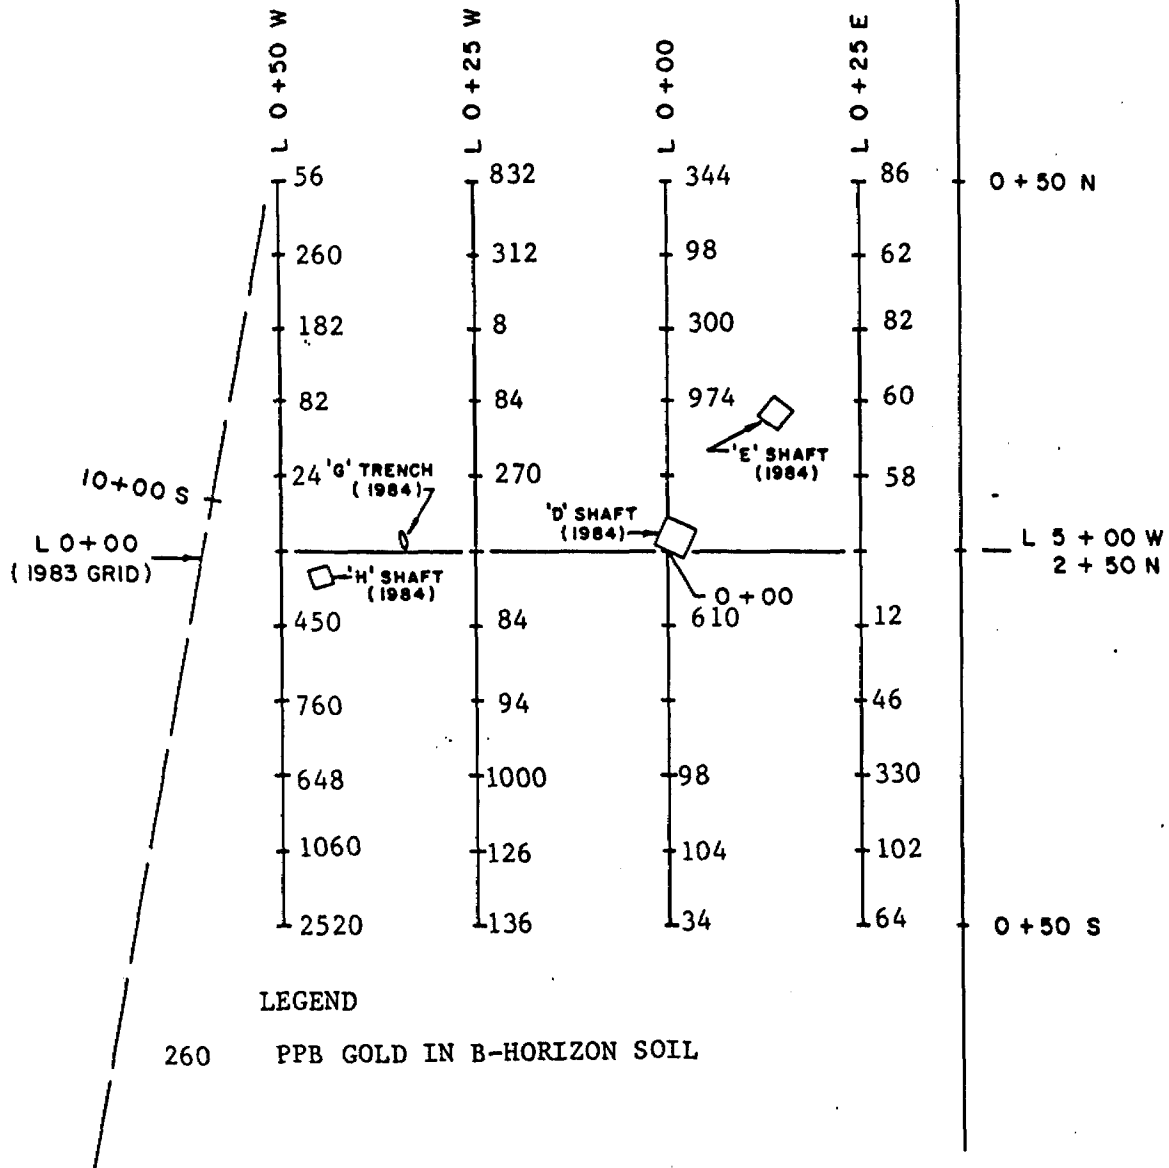 L 0+50 W
L 0+25 W
L 0+00
L 0+25 E
56
832
344
86
0+50 N
260
312
98
62
182
8
300
82
82
84
974
60
'E' SHAFT
(1984)
24
'G' TRENCH
(1984)
270
58
10+00 S
'D' SHAFT
(1984)
L 0+00
(1983 GRID)
L 5+00 W
2+50 N
'H' SHAFT
(1984)
0+00
450
84
610
12
760
94
46
648
1000
98
330
1060
126
104
102
2520
136
34
64
0+50 S
LEGEND
260 PPB GOLD IN B-HORIZON SOIL